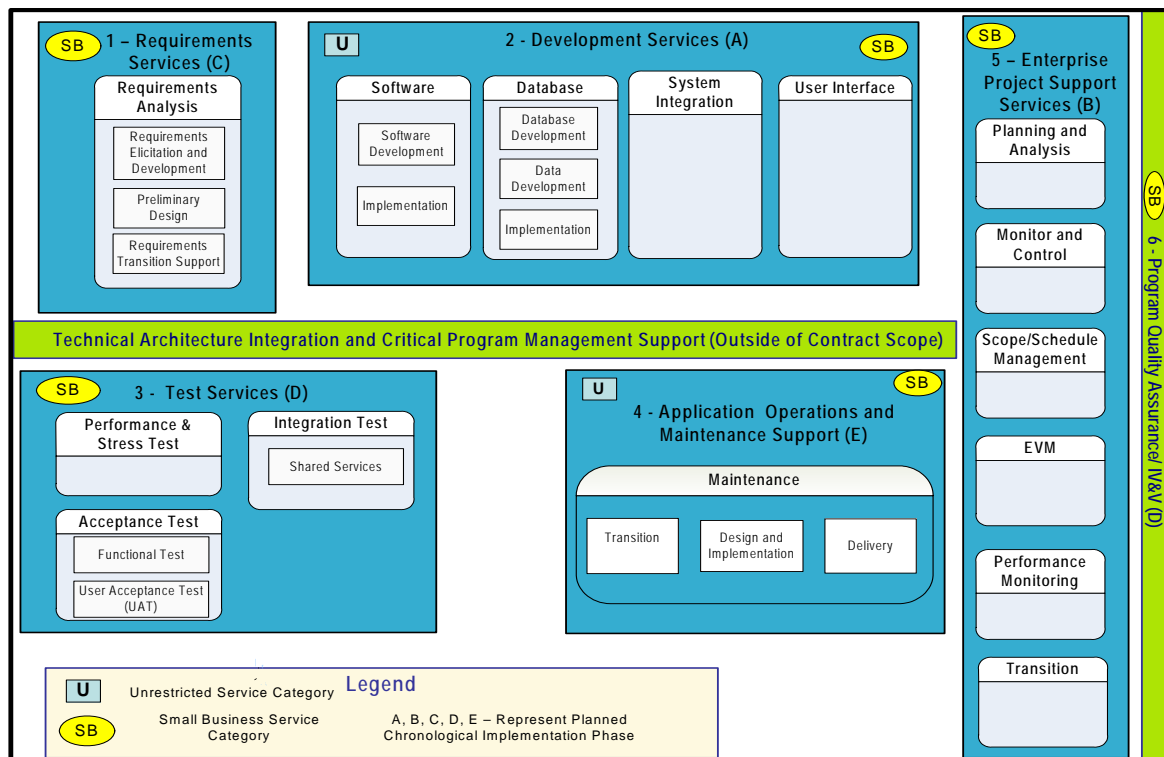 SB
1 – Requirements
Services (C)
Requirements
Analysis
Requirements
Elicitation and
Development
Preliminary
Design
Requirements
Transition Support
U
2 - Development Services (A)
SB
Software
Software
Development
Implementation
Database
Database
Development
Data
Development
Implementation
System
Integration
User Interface
SB
5 – Enterprise
Project Support
Services (B)
Planning and
Analysis
Monitor and
Control
Scope/Schedule
Management
EVM
Performance
Monitoring
Transition
SB
6 - Program Quality Assurance/ IV&V (D)
Technical Architecture Integration and Critical Program Management Support (Outside of Contract Scope)
SB
3 - Test Services (D)
Performance &
Stress Test
Integration Test
Shared Services
Acceptance Test
Functional Test
User Acceptance Test
(UAT)
U
SB
4 - Application Operations and
Maintenance Support (E)
Maintenance
Transition
Design and
Implementation
Delivery
Legend
U
Unrestricted Service Category
SB
Small Business Service
Category
A, B, C, D, E – Represent Planned
Chronological Implementation Phase